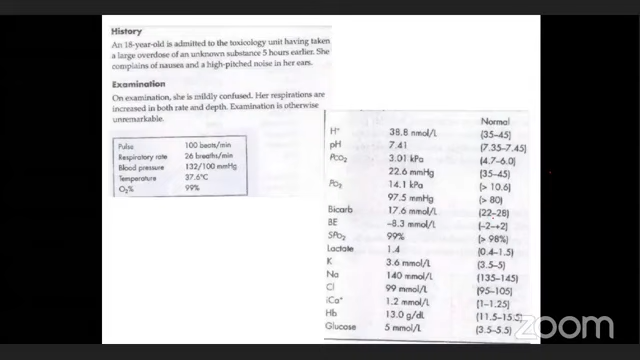 History
An 18-year-old is admitted to the toxicology unit having taken
a large overdose of an unknown substance 5 hours earlier. She
complains of nausea and a high-pitched noise in her ears.
Examination
On examination, she is mildly confused. Her respirations are
increased in both rate and depth. Examination is otherwise
unremarkable.
Pulse 100 beats/min
Respiratory rate 26 breaths/min
Blood pressure 132/100 mmHg
Temperature 37.6°C
O₂% 99%
Normal
H⁺ 38.8 nmol/L (35–45)
pH 7.41 (7.35–7.45)
PCO₂ 3.01 kPa (4.7–6.0)
22.6 mmHg (35–45)
PO₂ 14.1 kPa (> 10.6)
97.5 mmHg (> 80)
Bicarb 17.6 mmol/L (22–28)
BE –8.3 mmol/L (–2–+2)
SPO₂ 99% (> 98%)
Lactate 1.4 (0.4–1.5)
K 3.6 mmol/L (3.5–5)
Na 140 mmol/L (135–145)
Cl 99 mmol/L (95–105)
iCa⁺ 1.2 mmol/L (1–1.25)
Hb 13.0 g/dL (11.5–15.5)
Glucose 5 mmol/L (3.5–5.5)
zoom